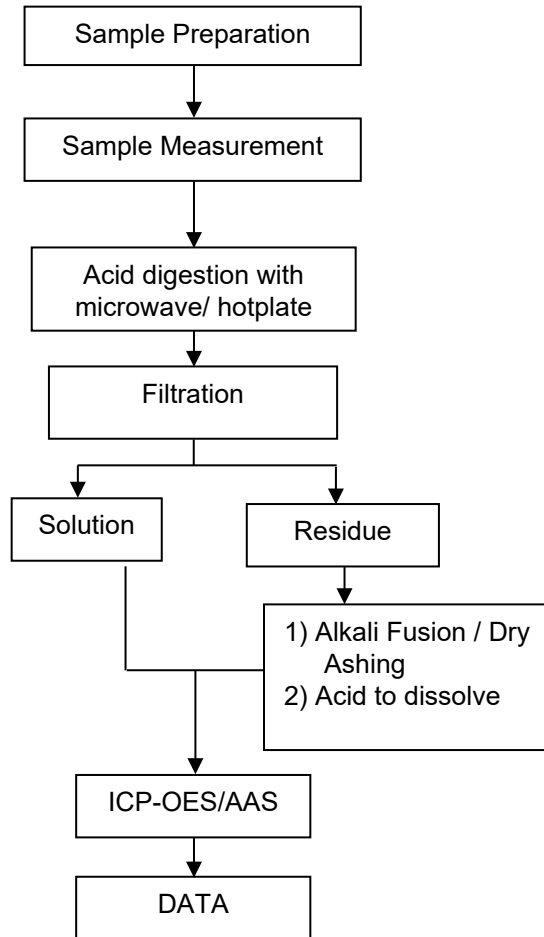 Sample Preparation
Sample Measurement
Acid digestion with
microwave/ hotplate
Filtration
Solution
Residue
1) Alkali Fusion / Dry
Ashing
2) Acid to dissolve
ICP-OES/AAS
DATA